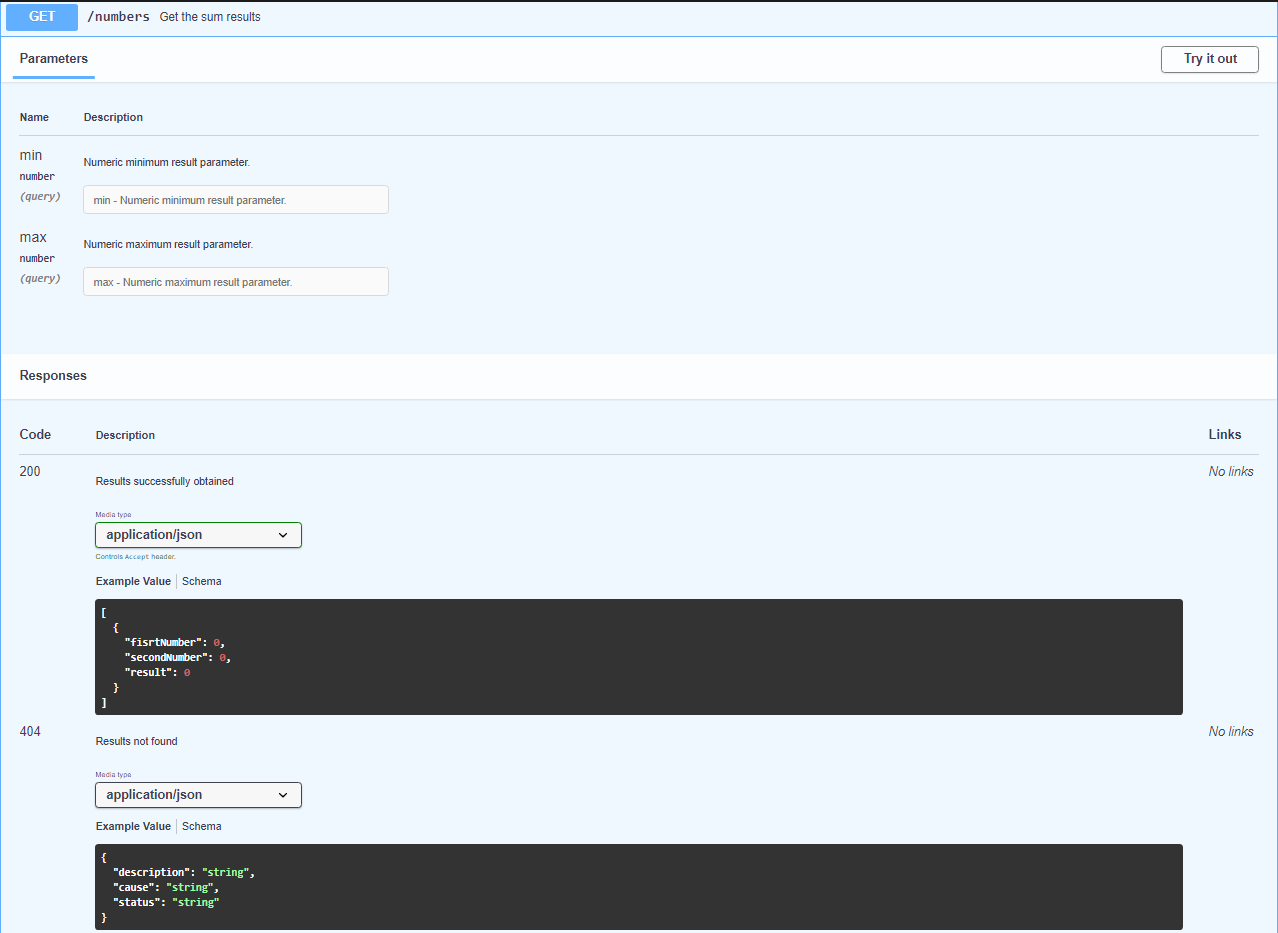 GET /numbers Get the sum results
Parameters
Try it out
Name Description
min
number
(query)
Numeric minimum result parameter.
min - Numeric minimum result parameter.
max
number
(query)
Numeric maximum result parameter.
max - Numeric maximum result parameter.
Responses
Code Description Links
200
Results successfully obtained
No links
Media type
application/json
Controls Accept header.
Example Value Schema
[
  {
    "fisrtNumber": 0,
    "secondNumber": 0,
    "result": 0
  }
]
404
Results not found
No links
Media type
application/json
Example Value Schema
{
  "description": "string",
  "cause": "string",
  "status": "string"
}